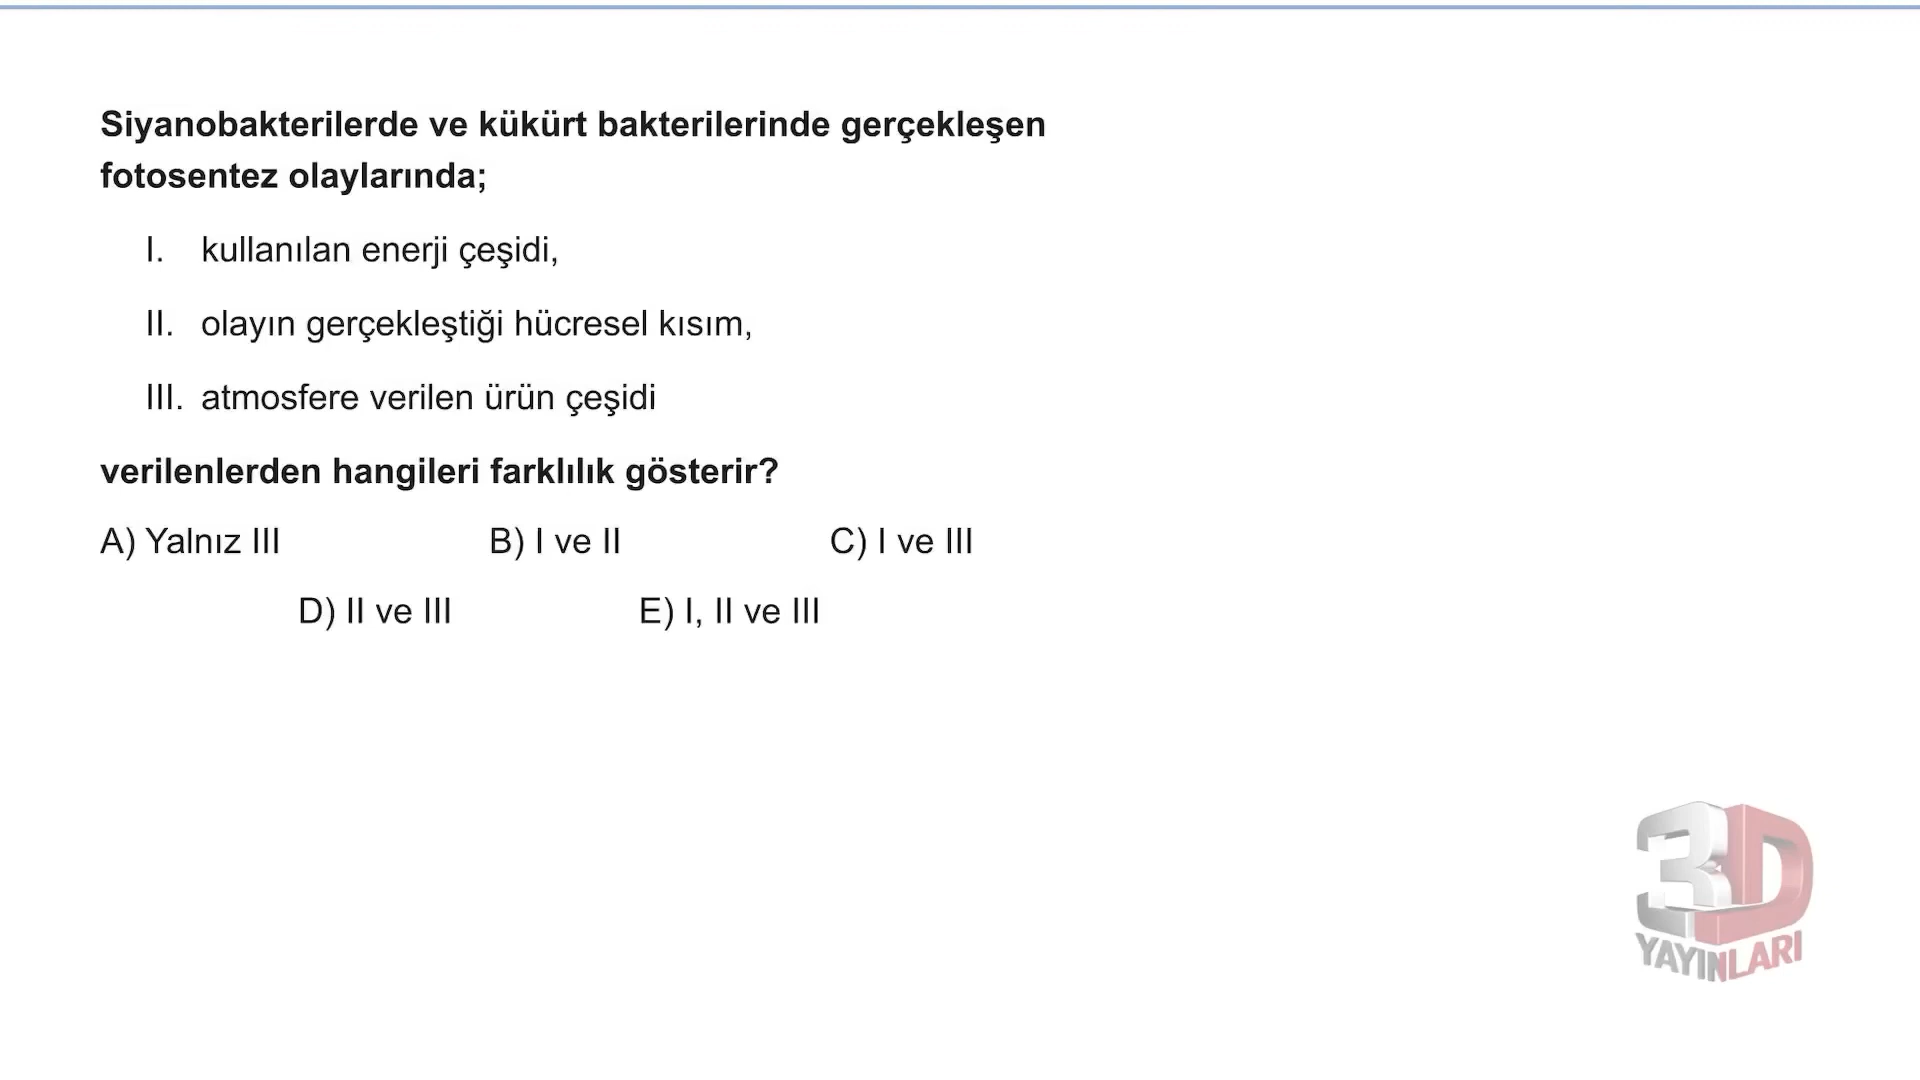 Siyanobakterilerde ve kükürt bakterilerinde gerçekleşen
fotosentez olaylarında;
I. kullanılan enerji çeşidi,
II. olayın gerçekleştiği hücresel kısım,
III. atmosfere verilen ürün çeşidi
verilenlerden hangileri farklılık gösterir?
A) Yalnız III B) I ve II C) I ve III
D) II ve III E) I, II ve III
3D
YAYINLARI